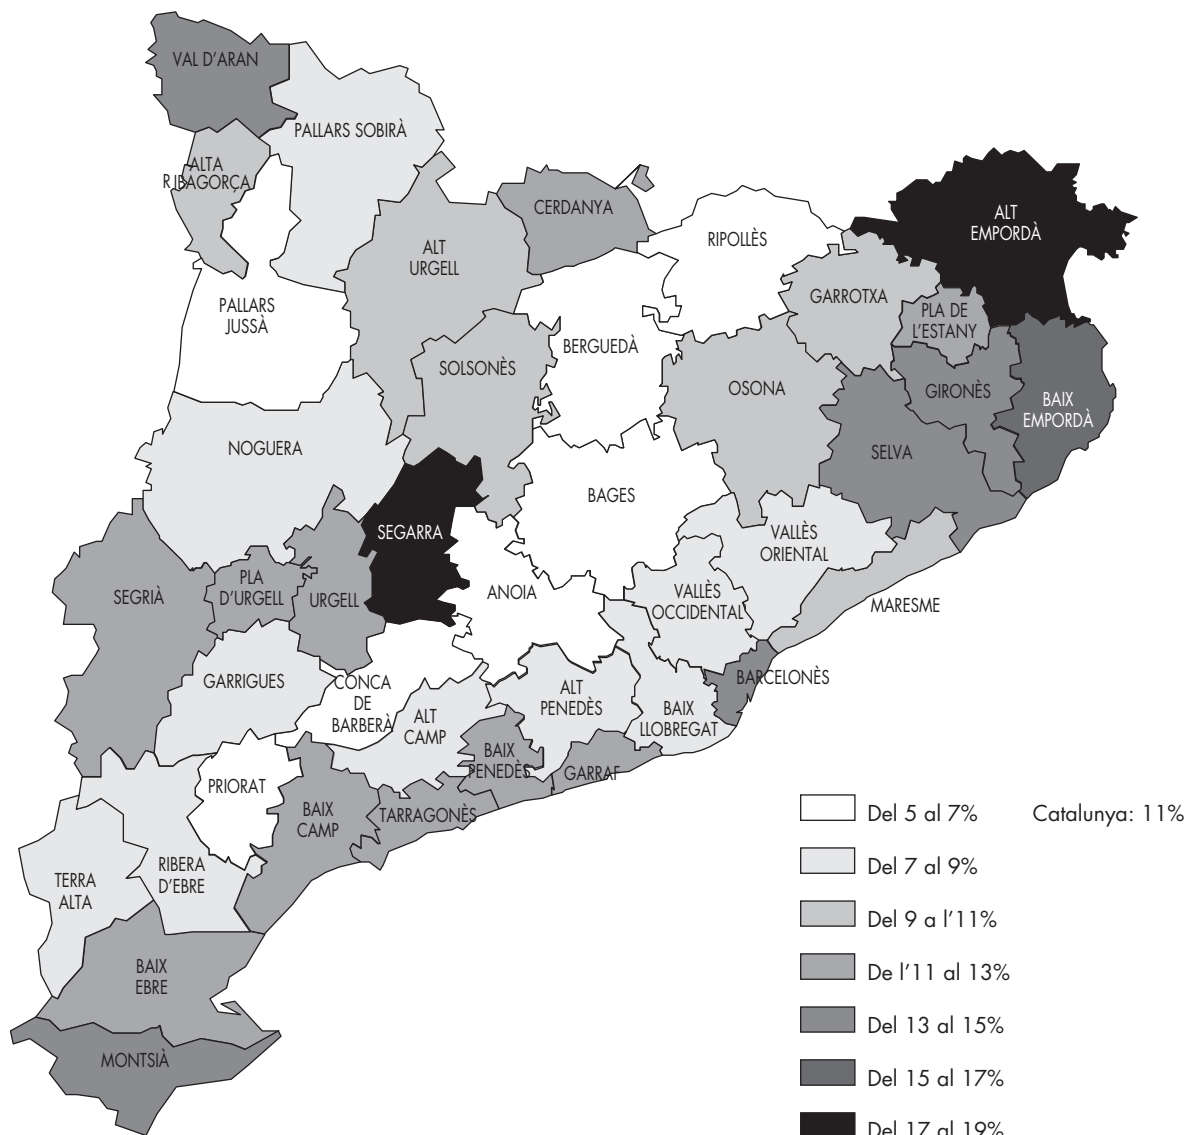 VAL D'ARAN
PALLARS SOBIRÀ
ALTA
RIBAGORÇA
CERDANYA
ALT
URGELL
RIPOLLÈS
ALT
EMPORDÀ
GARROTXA
PLA DE
L'ESTANY
PALLARS
JUSSÀ
BERGUEDÀ
SOLSONÈS
OSONA
GIRONÈS
BAIX
EMPORDÀ
NOGUERA
SELVA
BAGES
SEGARRA
VALLÈS
ORIENTAL
SEGRIÀ
PLA
D'URGELL
URGELL
ANOIA
VALLÈS
OCCIDENTAL
MARESME
GARRIGUES
CONCA
DE
BARBERÀ
BARCELONÈS
ALT
PENEDÈS
ALT
CAMP
BAIX
LLOBREGAT
BAIX
PENEDÈS
GARRAF
PRIORAT
BAIX
CAMP
TARRAGONÈS
RIBERA
D'EBRE
TERRA
ALTA
BAIX
EBRE
MONTSIÀ
Del 5 al 7%
Catalunya: 11%
Del 7 al 9%
Del 9 a l'11%
De l'11 al 13%
Del 13 al 15%
Del 15 al 17%
Del 17 al 19%